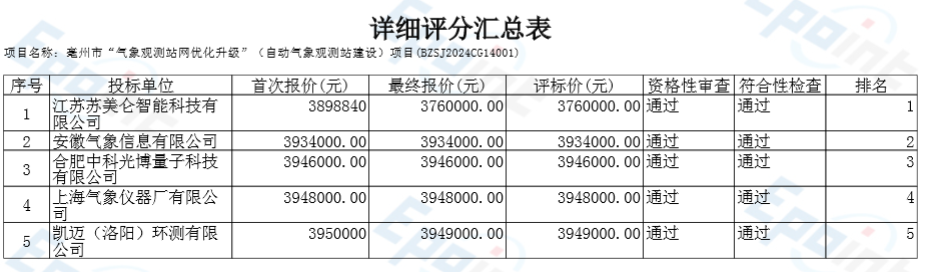 详细评分汇总表
项目名称：亳州市“气象观测站网优化升级”（自动气象观测站建设）项目(BZSJ2024CG14001)
序号 投标单位 首次报价(元) 最终报价(元) 评标价(元) 资格性审查 符合性检查 排名
1 江苏苏美仑智能科技有限公司 3898840 3760000.00 3760000.00 通过 通过 1
2 安徽气象信息有限公司 3934000.00 3934000.00 3934000.00 通过 通过 2
3 合肥中科光博量子科技有限公司 3946000.00 3946000.00 3946000.00 通过 通过 3
4 上海气象仪器厂有限公司 3948000.00 3948000.00 3948000.00 通过 通过 4
5 凯迈（洛阳）环测有限公司 3950000 3949000.00 3949000.00 通过 通过 5
Epoint